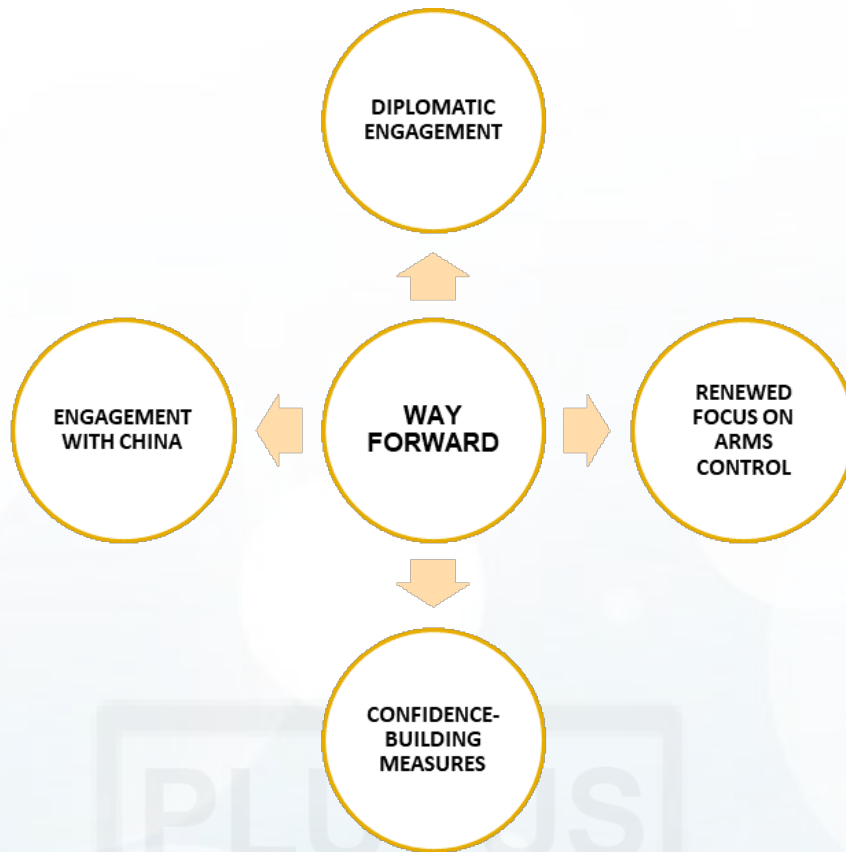 DIPLOMATIC
ENGAGEMENT
ENGAGEMENT
WITH CHINA
WAY
FORWARD
RENEWED
FOCUS ON
ARMS
CONTROL
CONFIDENCE-
BUILDING
MEASURES